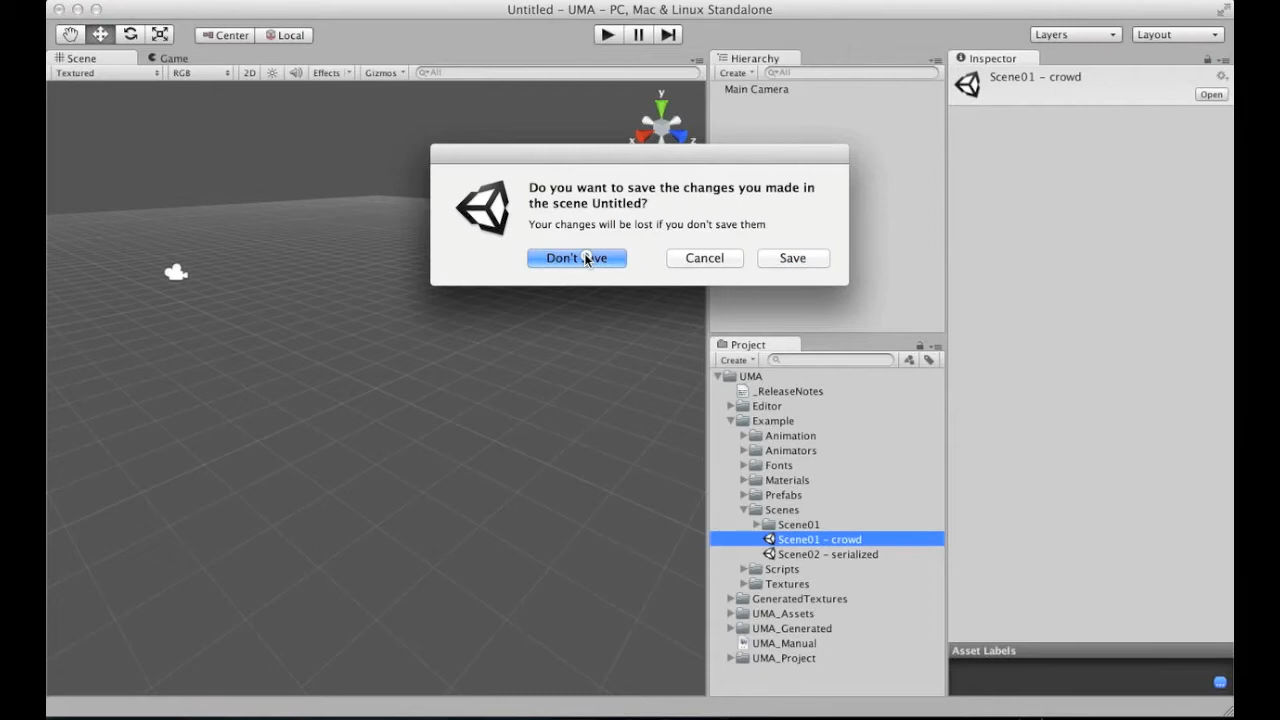 Untitled - UMA - PC, Mac & Linux Standalone
Center
Local
Layers
Layout
Scene
Game
Textured
RGB
2D
Effects
Gizmos
All
y
x
z
Hierarchy
Create
All
Main Camera
Inspector
Scene01 - crowd
Open
Do you want to save the changes you made in
the scene Untitled?
Your changes will be lost if you don't save them
Don't
Cancel
Save
Project
Create
UMA
_ReleaseNotes
Editor
Example
Animation
Animators
Fonts
Materials
Prefabs
Scenes
Scene01
Scene01 - crowd
Scene02 - serialized
Scripts
Textures
GeneratedTextures
UMA_Assets
UMA_Generated
UMA_Manual
UMA_Project
Asset Labels